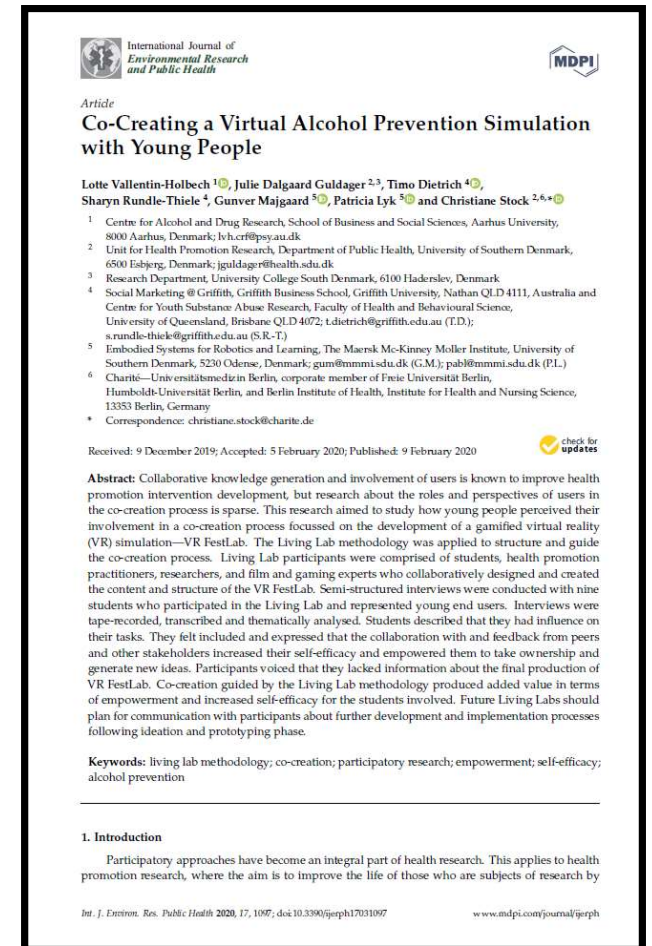 International Journal of
Environmental Research
and Public Health
MDPI
Article
Co-Creating a Virtual Alcohol Prevention Simulation
with Young People
Lotte Vallentin-Holbech 1, Julie Dalgaard Guldager 2,3, Timo Dietrich 4,
Sharyn Rundle-Thiele 4, Gunver Majgaard 5, Patricia Lyk 5 and Christiane Stock 2,6,*
1 Centre for Alcohol and Drug Research, School of Business and Social Sciences, Aarhus University,
8000 Aarhus, Denmark; lvh.crf@psy.au.dk
2 Unit for Health Promotion Research, Department of Public Health, University of Southern Denmark,
6500 Esbjerg, Denmark; jguldager@health.sdu.dk
3 Research Department, University College South Denmark, 6100 Haderslev, Denmark
4 Social Marketing @ Griffith, Griffith Business School, Griffith University, Nathan QLD 4111, Australia and
Centre for Youth Substance Abuse Research, Faculty of Health and Behavioural Science,
University of Queensland, Brisbane QLD 4072; t.dietrich@griffith.edu.au (T.D.);
s.rundle-thiele@griffith.edu.au (S.R.-T.)
5 Embodied Systems for Robotics and Learning, The Maersk Mc-Kinney Moller Institute, University of
Southern Denmark, 5230 Odense, Denmark; gum@mmmi.sdu.dk (G.M.); pabl@mmmi.sdu.dk (P.L.)
6 Charité—Universitätsmedizin Berlin, corporate member of Freie Universität Berlin,
Humboldt-Universität Berlin, and Berlin Institute of Health, Institute for Health and Nursing Science,
13353 Berlin, Germany
* Correspondence: christiane.stock@charite.de
Received: 9 December 2019; Accepted: 5 February 2020; Published: 9 February 2020
check for
updates
Abstract: Collaborative knowledge generation and involvement of users is known to improve health
promotion intervention development, but research about the roles and perspectives of users in
the co-creation process is sparse. This research aimed to study how young people perceived their
involvement in a co-creation process focussed on the development of a gamified virtual reality
(VR) simulation—VR FestLab. The Living Lab methodology was applied to structure and guide
the co-creation process. Living Lab participants were comprised of students, health promotion
practitioners, researchers, and film and gaming experts who collaboratively designed and created
the content and structure of the VR FestLab. Semi-structured interviews were conducted with nine
students who participated in the Living Lab and represented young end users. Interviews were
tape-recorded, transcribed and thematically analysed. Students described that they had influence on
their tasks. They felt included and expressed that the collaboration with and feedback from peers
and other stakeholders increased their self-efficacy and empowered them to take ownership and
generate new ideas. Participants voiced that they lacked information about the final production of
VR FestLab. Co-creation guided by the Living Lab methodology produced added value in terms
of empowerment and increased self-efficacy for the students involved. Future Living Labs should
plan for communication with participants about further development and implementation processes
following ideation and prototyping phase.
Keywords: living lab methodology; co-creation; participatory research; empowerment; self-efficacy;
alcohol prevention
1. Introduction
Participatory approaches have become an integral part of health research. This applies to health
promotion research, where the aim is to improve the life of those who are subjects of research by
Int. J. Environ. Res. Public Health 2020, 17, 1097; doi:10.3390/ijerph17031097
www.mdpi.com/journal/ijerph